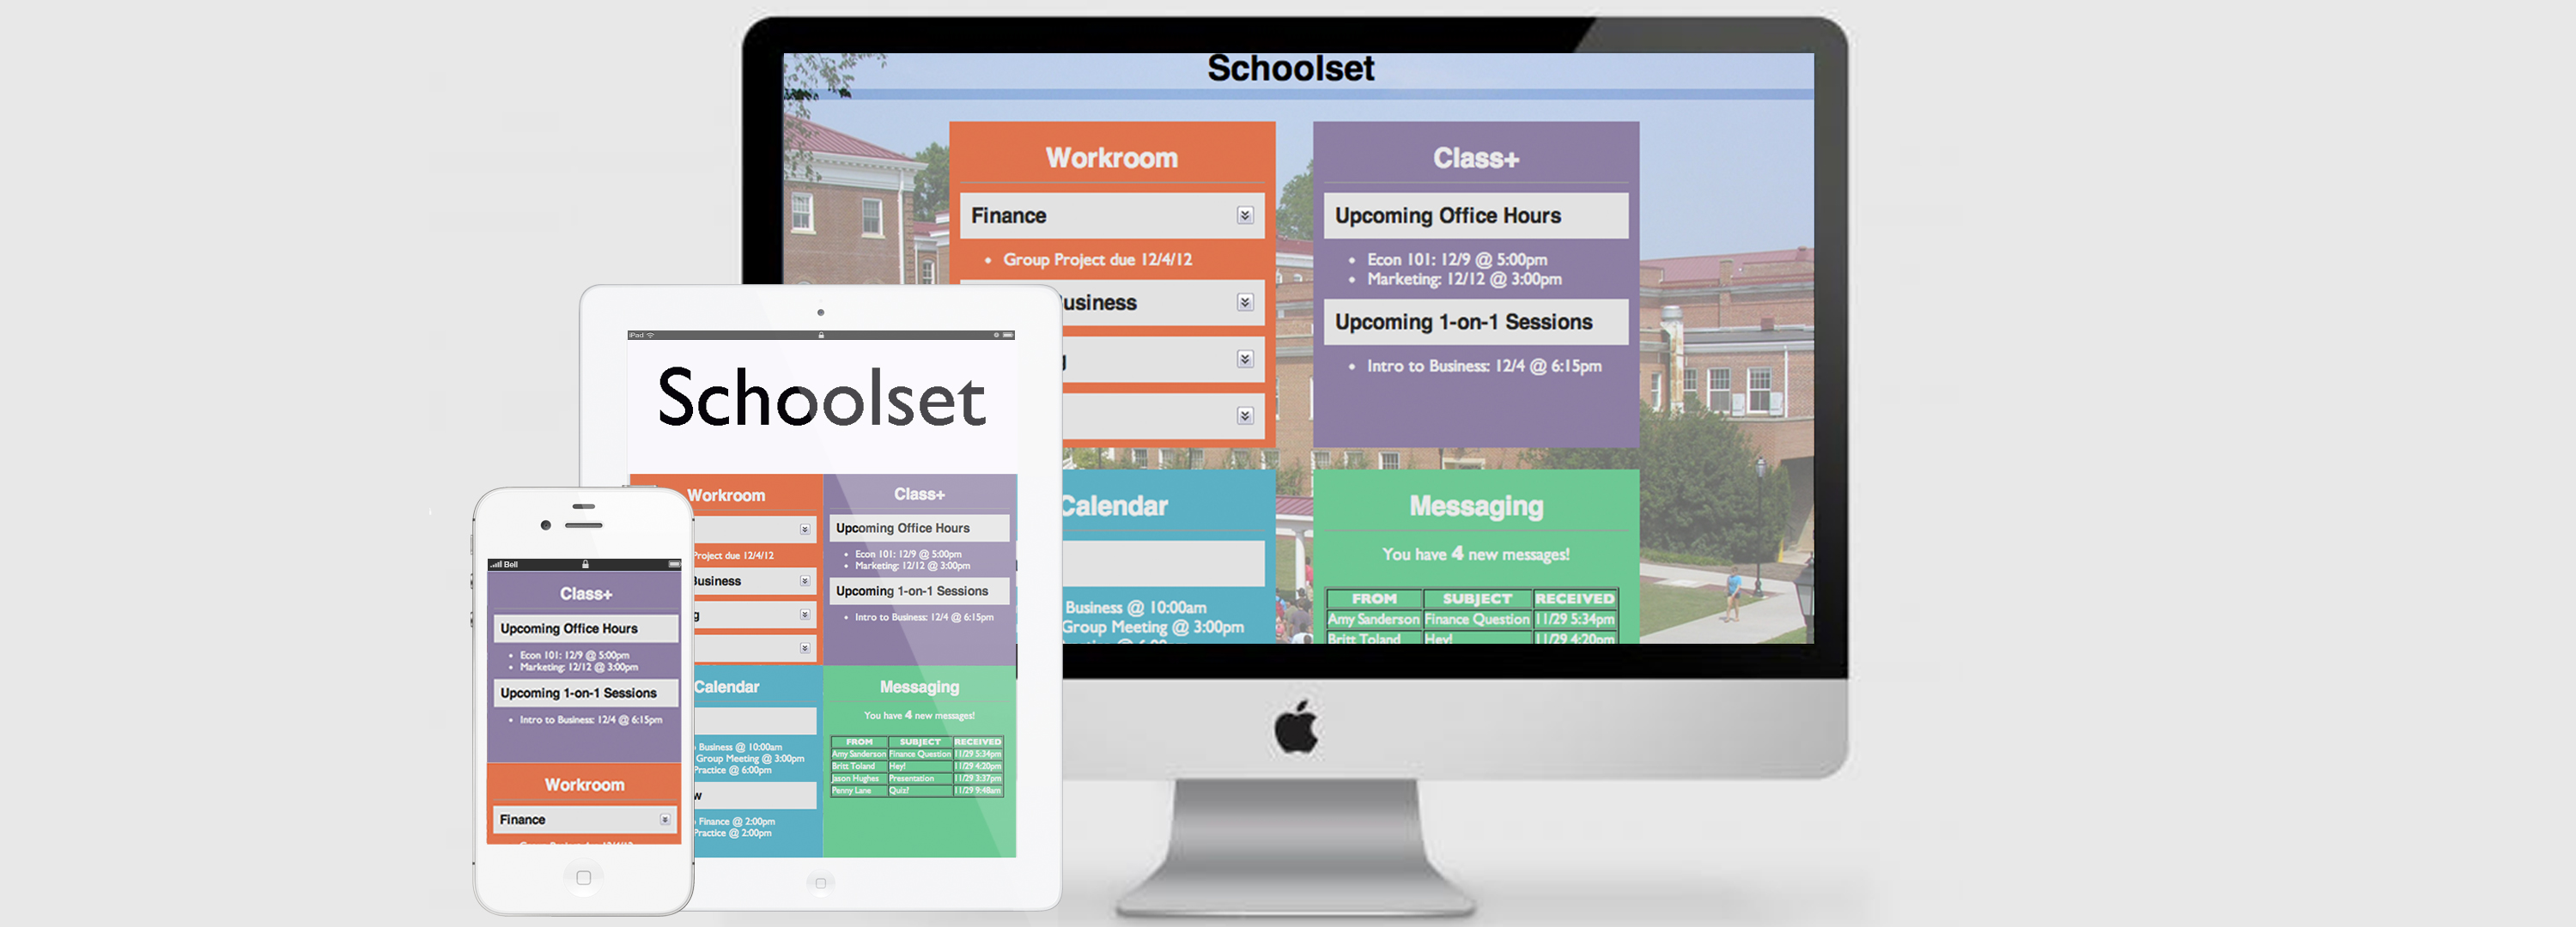 Schoolset
Workroom
Finance
Group Project due 12/4/12
usiness
Calendar
Business @ 10:00am
Group Meeting @ 3:00pm
Class+
Upcoming Office Hours
Econ 101: 12/9 @ 5:00pm
Marketing: 12/12 @ 3:00pm
Upcoming 1-on-1 Sessions
Intro to Business: 12/4 @ 6:15pm
Messaging
You have 4 new messages!
FROM SUBJECT RECEIVED
Amy Sanderson Finance Question 11/29 5:34pm
Britt Toland Hey! 11/29 4:20pm
iPad
Schoolset
Workroom
Project due 12/4/12
Business
g
Calendar
Business @ 10:00am
Group Meeting @ 3:00pm
Practice @ 6:00pm
w
Finance @ 2:00pm
Practice @ 2:00pm
Class+
Upcoming Office Hours
Econ 101: 12/9 @ 5:00pm
Marketing: 12/12 @ 3:00pm
Upcoming 1-on-1 Sessions
Intro to Business: 12/4 @ 6:15pm
Messaging
You have 4 new messages!
FROM SUBJECT RECEIVED
Amy Sanderson Finance Question 11/29 5:34pm
Britt Toland Hey! 11/29 4:20pm
Jason Hughes Presentation 11/29 3:37pm
Penny Lane Quiz! 11/29 9:48am
Bell
Class+
Upcoming Office Hours
Econ 101: 12/9 @ 5:00pm
Marketing: 12/12 @ 3:00pm
Upcoming 1-on-1 Sessions
Intro to Business: 12/4 @ 6:15pm
Workroom
Finance